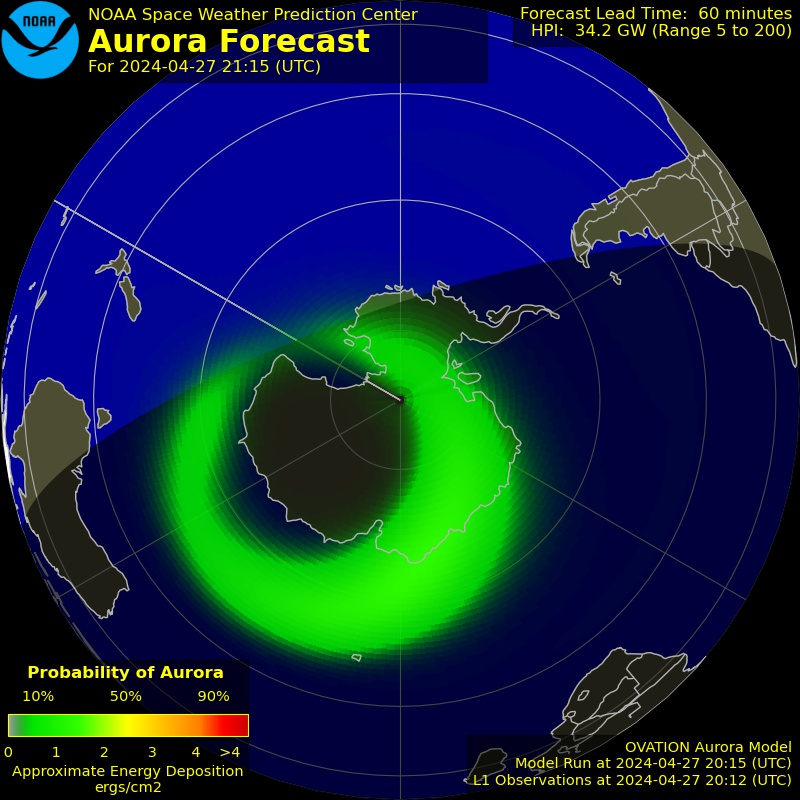 NOAA
NOAA Space Weather Prediction Center
Aurora Forecast
For 2024-04-27 21:15 (UTC)
Forecast Lead Time: 60 minutes
HPI: 34.2 GW (Range 5 to 200)
Probability of Aurora
10% 50% 90%
0 1 2 3 4 >4
Approximate Energy Deposition
ergs/cm2
OVATION Aurora Model
Model Run at 2024-04-27 20:15 (UTC)
L1 Observations at 2024-04-27 20:12 (UTC)